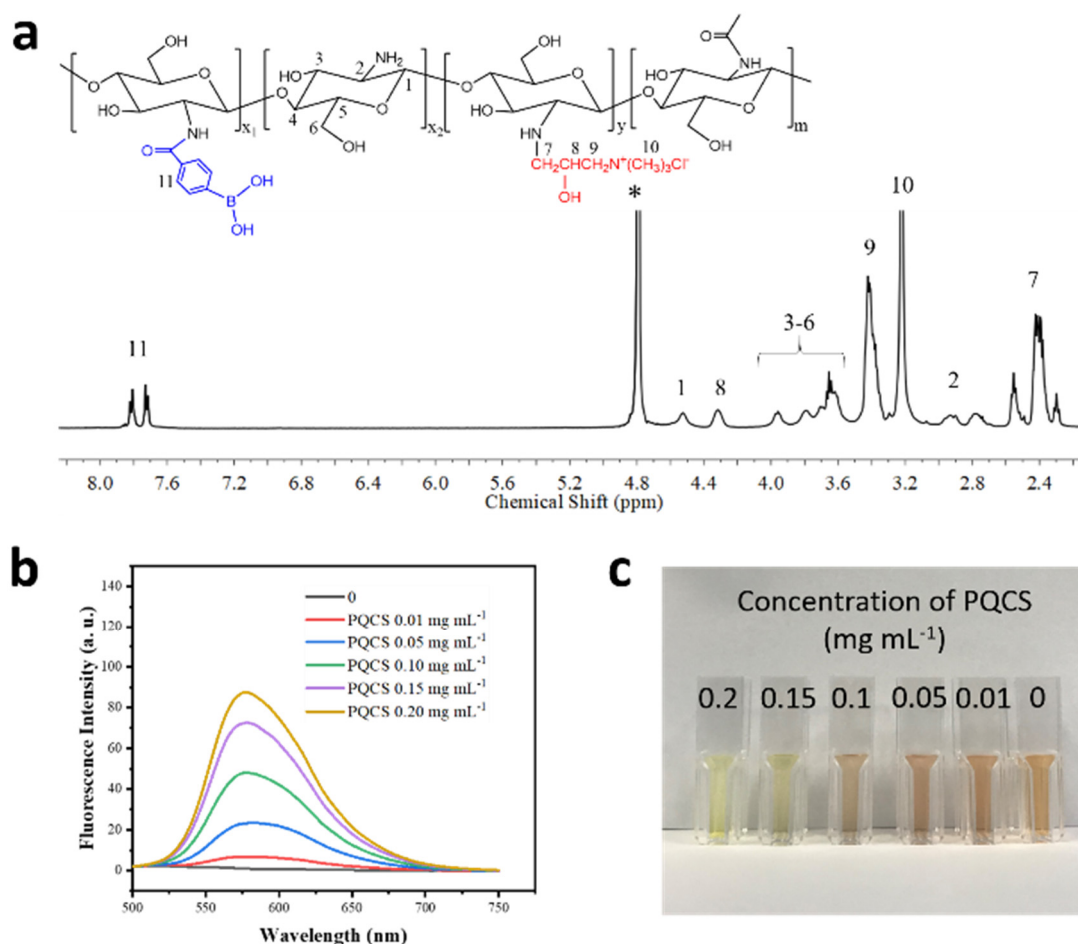 a
OH
O
O
HO
NH
x₁
O
B
OH
OH
11
NH₂
3
2
1
HO
O
O
4
5
6
OH
x₂
OH
O
O
HO
HN
y
7 8 9 10
CH₂CHCH₂N⁺(CH₃)₃Cl⁻
OH
O
NH
HO
O
O
OH
m
*
10
9
7
3-6
11
1
8
2
8.0 7.6 7.2 6.8 6.4 6.0 5.6 5.2 4.8 4.4 4.0 3.6 3.2 2.8 2.4
Chemical Shift (ppm)
b
Fluorescence Intensity (a. u.)
140
120
100
80
60
40
20
0
0
PQCS 0.01 mg mL⁻¹
PQCS 0.05 mg mL⁻¹
PQCS 0.10 mg mL⁻¹
PQCS 0.15 mg mL⁻¹
PQCS 0.20 mg mL⁻¹
500 550 600 650 700 750
Wavelength (nm)
c
Concentration of PQCS
(mg mL⁻¹)
0.2 0.15 0.1 0.05 0.01 0